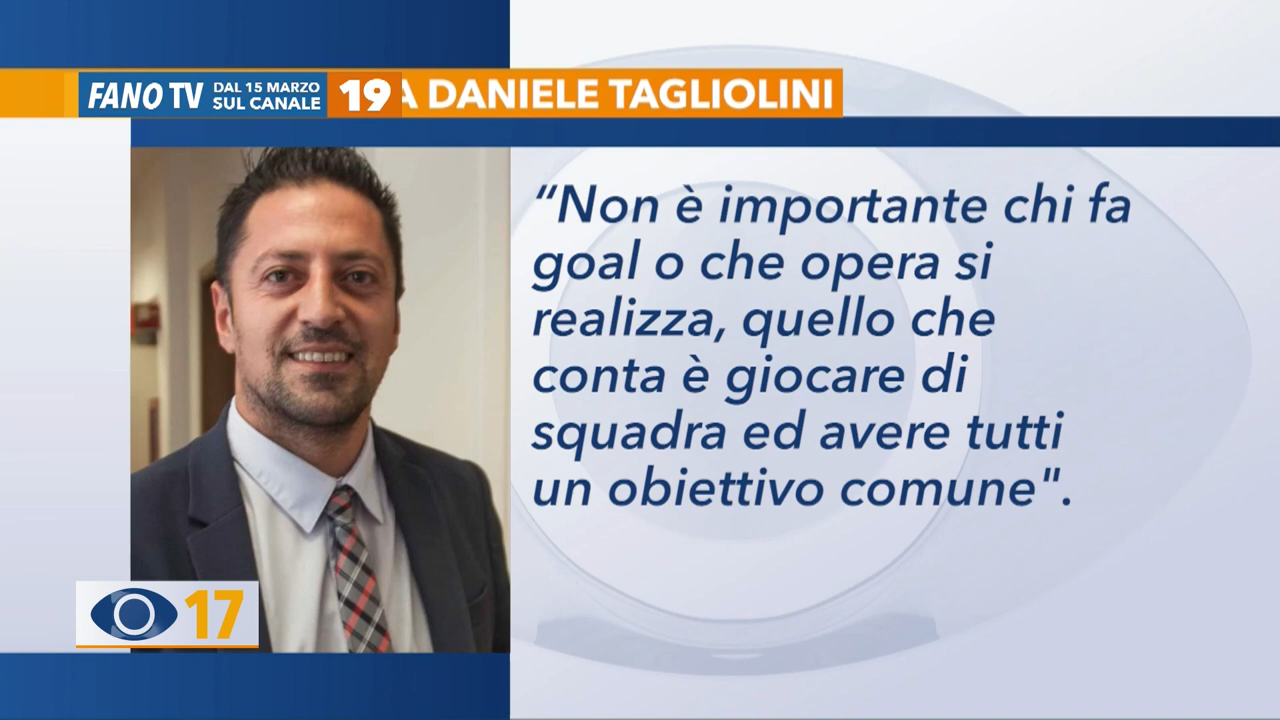 FANO TV DAL 15 MARZO
SUL CANALE 19
A DANIELE TAGLIOLINI
“Non è importante chi fa
goal o che opera si
realizza, quello che
conta è giocare di
squadra ed avere tutti
un obiettivo comune".
17